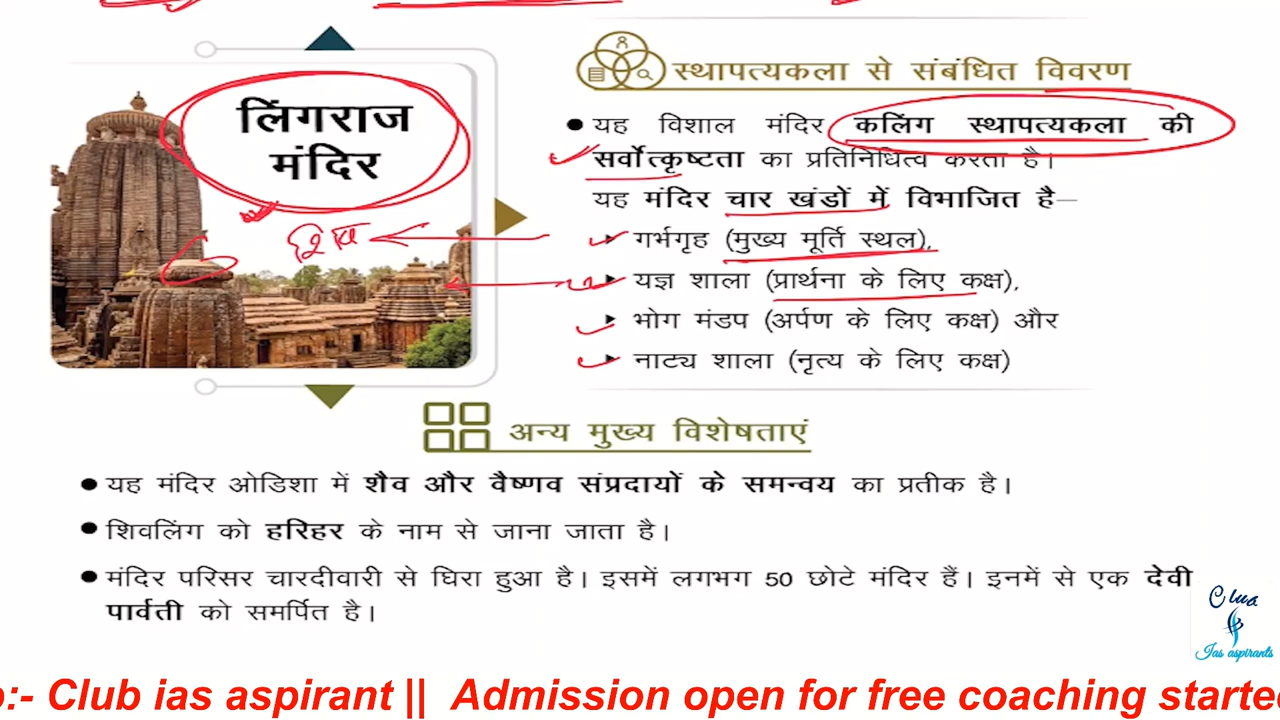 लिंगराज
मंदिर
शिव
स्थापत्यकला से संबंधित विवरण
यह विशाल मंदिर कलिंग स्थापत्यकला की
सर्वोत्कृष्टता का प्रतिनिधित्व करता है।
यह मंदिर चार खंडों में विभाजित है–
गर्भगृह (मुख्य मूर्ति स्थल),
यज्ञ शाला (प्रार्थना के लिए कक्ष),
भोग मंडप (अर्पण के लिए कक्ष) और
नाट्य शाला (नृत्य के लिए कक्ष)
अन्य मुख्य विशेषताएं
यह मंदिर ओडिशा में शैव और वैष्णव संप्रदायों के समन्वय का प्रतीक है।
शिवलिंग को हरिहर के नाम से जाना जाता है।
मंदिर परिसर चारदीवारी से घिरा हुआ है। इसमें लगभग 50 छोटे मंदिर हैं। इनमें से एक देवी
पार्वती को समर्पित है।
Club
Ias aspirants
o:- Club ias aspirant || Admission open for free coaching started